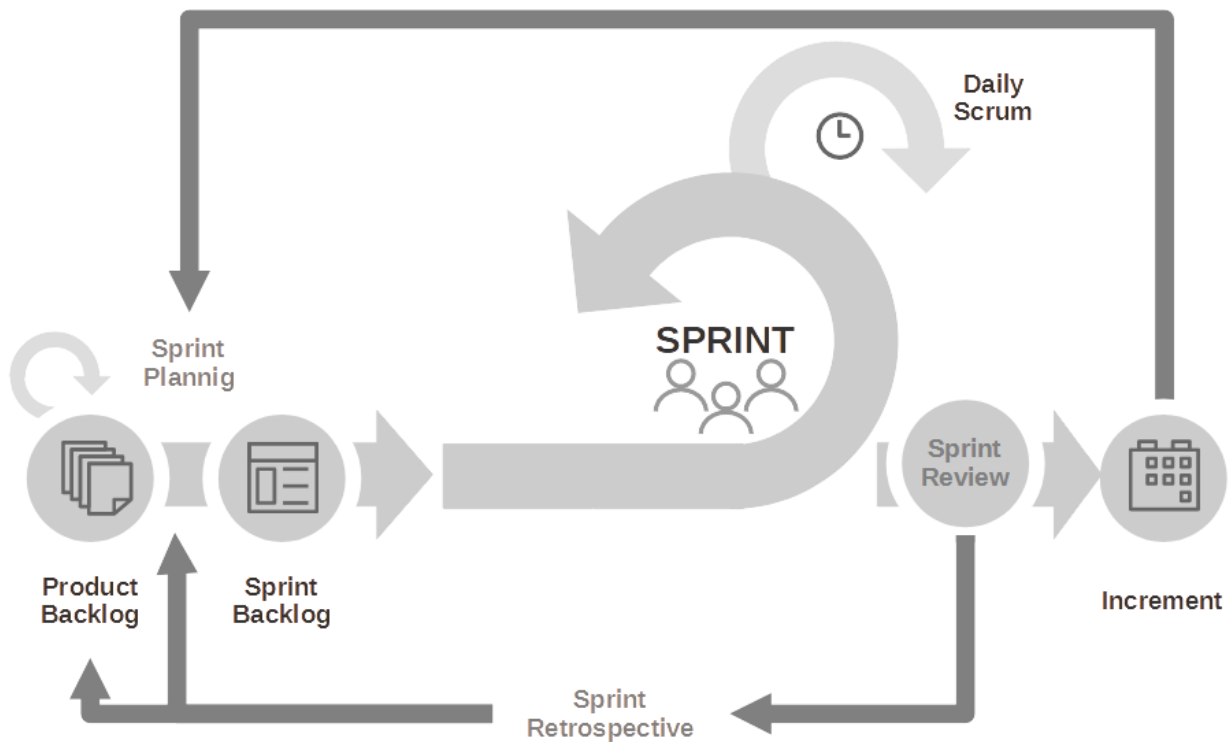 Daily
Scrum
Sprint
Plannig
SPRINT
Sprint
Review
Product
Backlog
Sprint
Backlog
Increment
Sprint
Retrospective